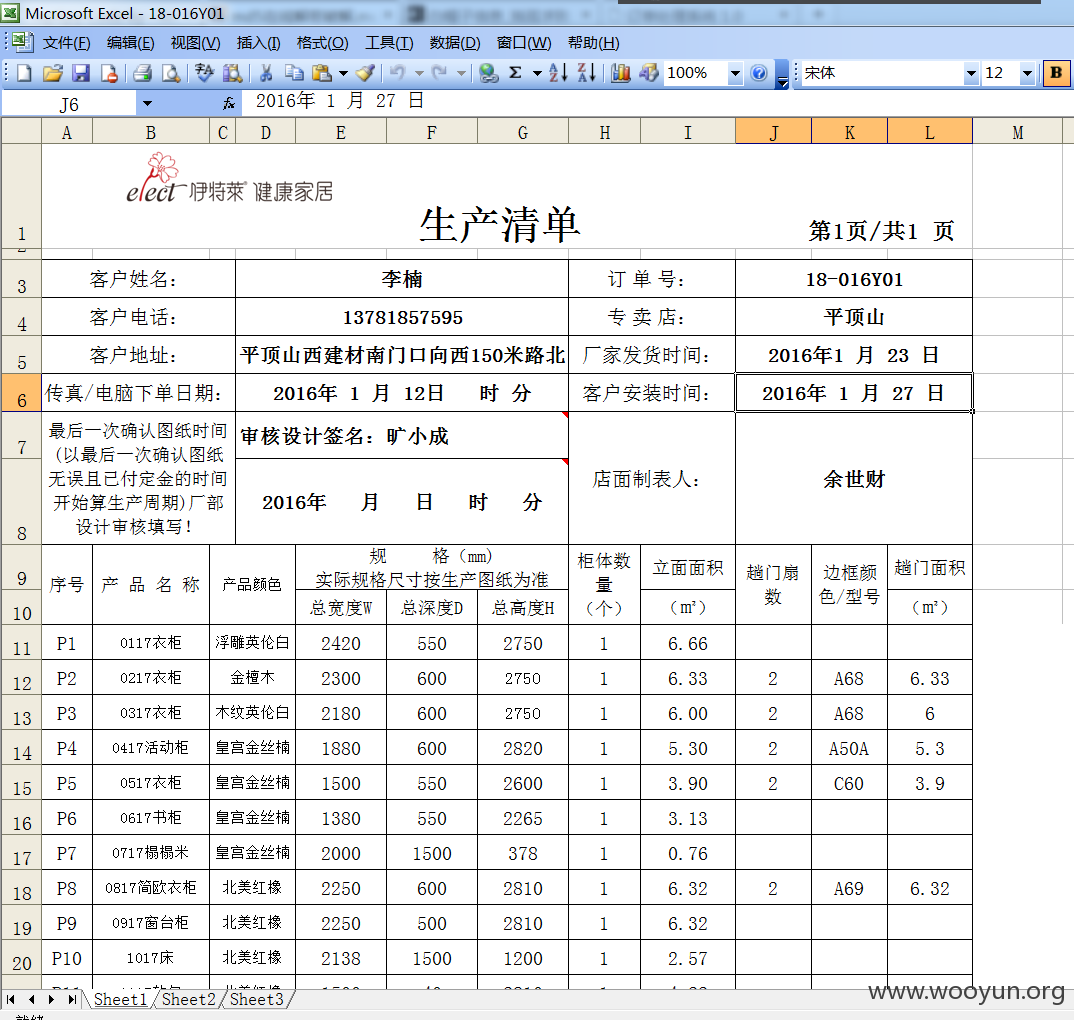 Microsoft Excel - 18-016Y01
文件(F) 编辑(E) 视图(V) 插入(I) 格式(O) 工具(T) 数据(D) 窗口(W) 帮助(H)
100% 宋体 12 B
J6 fx 2016年 1 月 27 日
A B C D E F G H I J K L M
elect 伊特莱® 健康家居
1 生产清单 第1页/共1 页
3 客户姓名: 李楠 订 单 号: 18-016Y01
4 客户电话: 13781857595 专 卖 店: 平顶山
5 客户地址: 平顶山西建材南门口向西150米路北 厂家发货时间: 2016年1 月 23 日
6 传真/电脑下单日期: 2016年 1 月 12日 时 分 客户安装时间: 2016年 1 月 27 日
7 最后一次确认图纸时间 审核设计签名: 旷小成
(以最后一次确认图纸
无误且已付定金的时间 店面制表人: 余世财
开始算生产周期)厂部 2016年 月 日 时 分
8 设计审核填写!
9 序号 产 品 名 称 产品颜色 规 格 (mm) 柜体数量 立面面积 趟门扇数 边框颜色/型号 趟门面积
实际规格尺寸按生产图纸为准
10 总宽度W 总深度D 总高度H (个) (㎡) (㎡)
11 P1 0117衣柜 浮雕英伦白 2420 550 2750 1 6.66
12 P2 0217衣柜 金檀木 2300 600 2750 1 6.33 2 A68 6.33
13 P3 0317衣柜 木纹英伦白 2180 600 2750 1 6.00 2 A68 6
14 P4 0417活动柜 皇宫金丝楠 1880 600 2820 1 5.30 2 A50A 5.3
15 P5 0517衣柜 皇宫金丝楠 1500 550 2600 1 3.90 2 C60 3.9
16 P6 0617书柜 皇宫金丝楠 1380 550 2265 1 3.13
17 P7 0717榻榻米 皇宫金丝楠 2000 1500 378 1 0.76
18 P8 0817简欧衣柜 北美红橡 2250 600 2810 1 6.32 2 A69 6.32
19 P9 0917窗台柜 北美红橡 2250 500 2810 1 6.32
20 P10 1017床 北美红橡 2138 1500 1200 1 2.57
Sheet1 Sheet2 Sheet3
www.wooyun.org